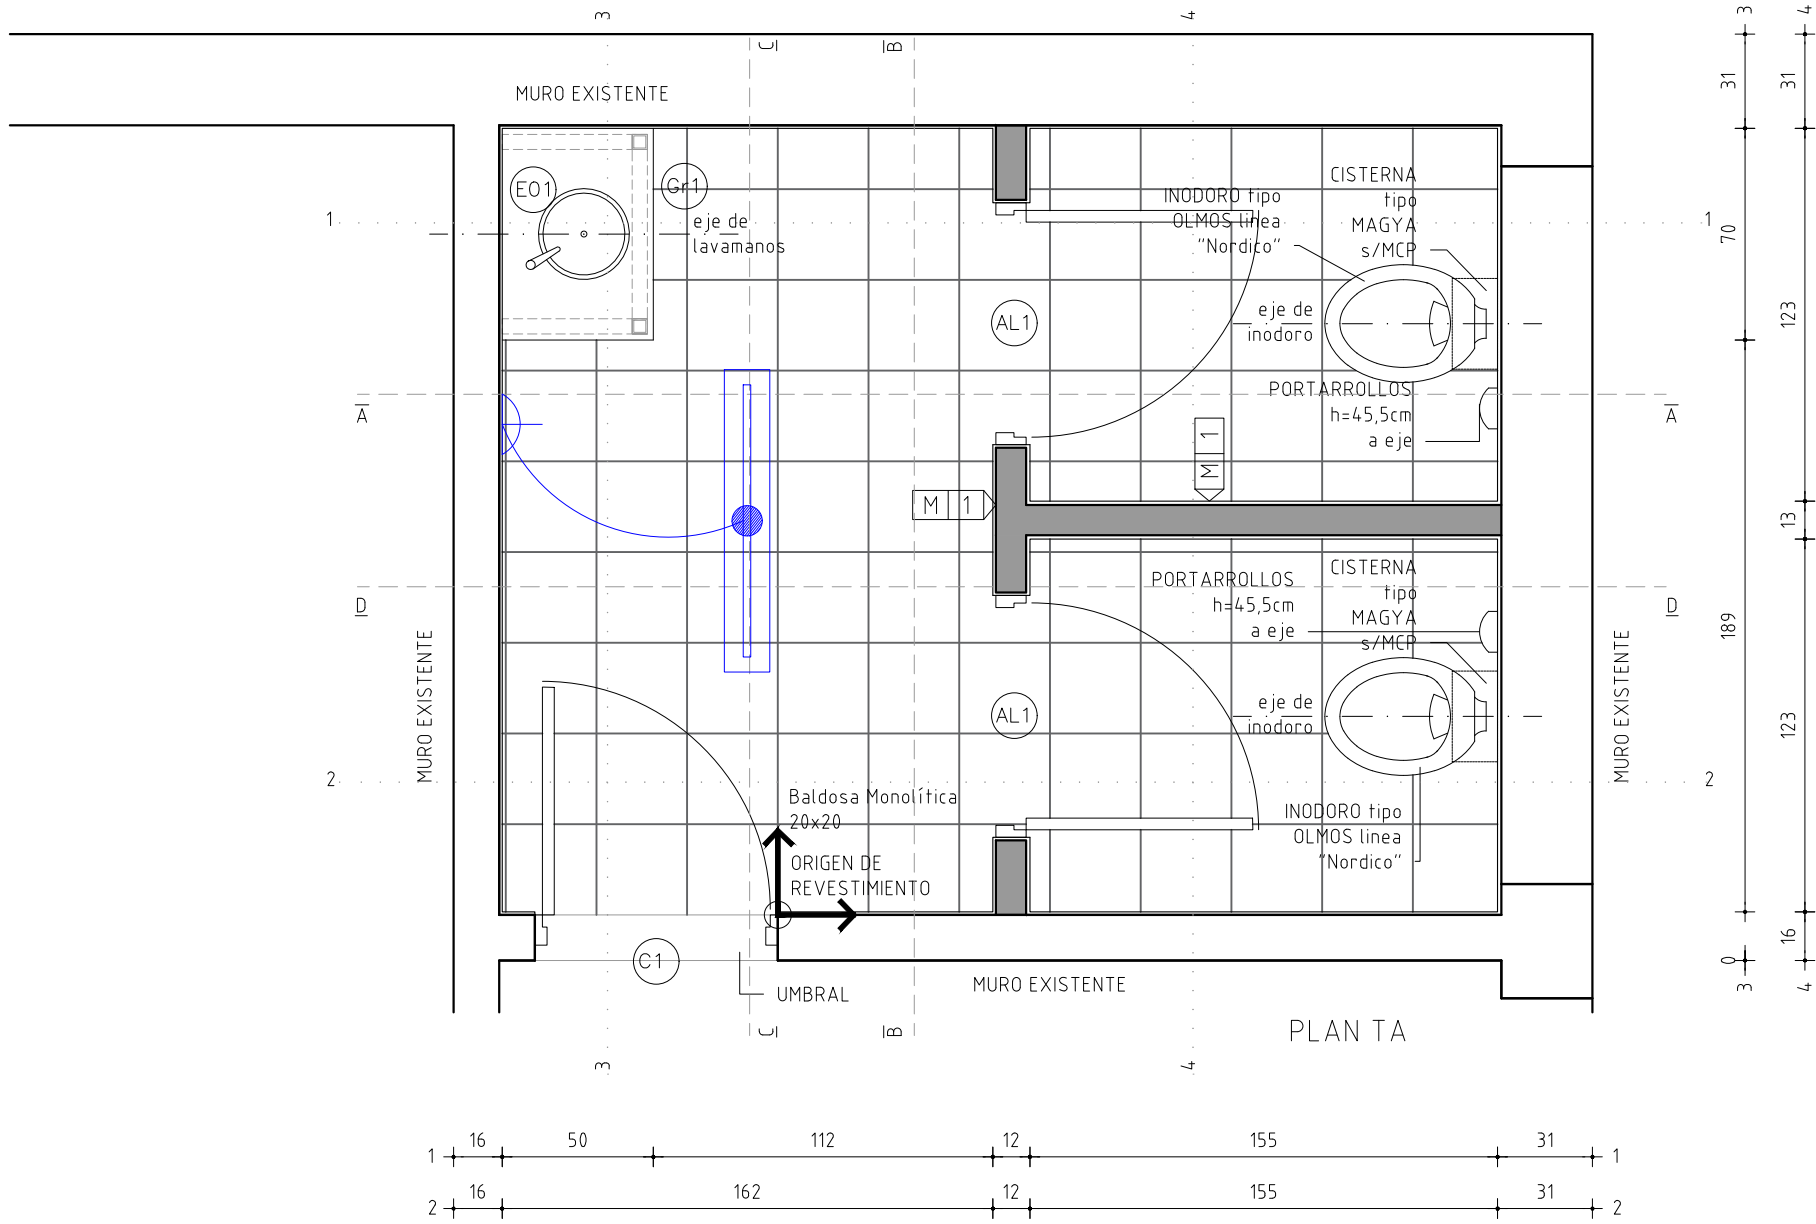 3
4
3
4
C
B
31
31
MURO EXISTENTE
EO1
Gr1
eje de
lavamanos
1
1
INODORO tipo
OLMOS linea
"Nordico"
CISTERNA
tipo
MAGYA
s/MCP
70
123
AL1
eje de
inodoro
A
A
PORTARROLLOS
h=45,5cm
a eje
M 1
M 1
13
CISTERNA
tipo
MAGYA
s/MCP
PORTARROLLOS
h=45,5cm
a eje
D
D
189
MURO EXISTENTE
MURO EXISTENTE
AL1
eje de
inodoro
123
2
2
Baldosa Monolítica
20x20
INODORO tipo
OLMOS linea
"Nordico"
ORIGEN DE
REVESTIMIENTO
16
C1
0
UMBRAL
MURO EXISTENTE
3
4
C
B
PLANTA
3
4
1 16 50 112 12 155 31 1
2 16 162 12 155 31 2